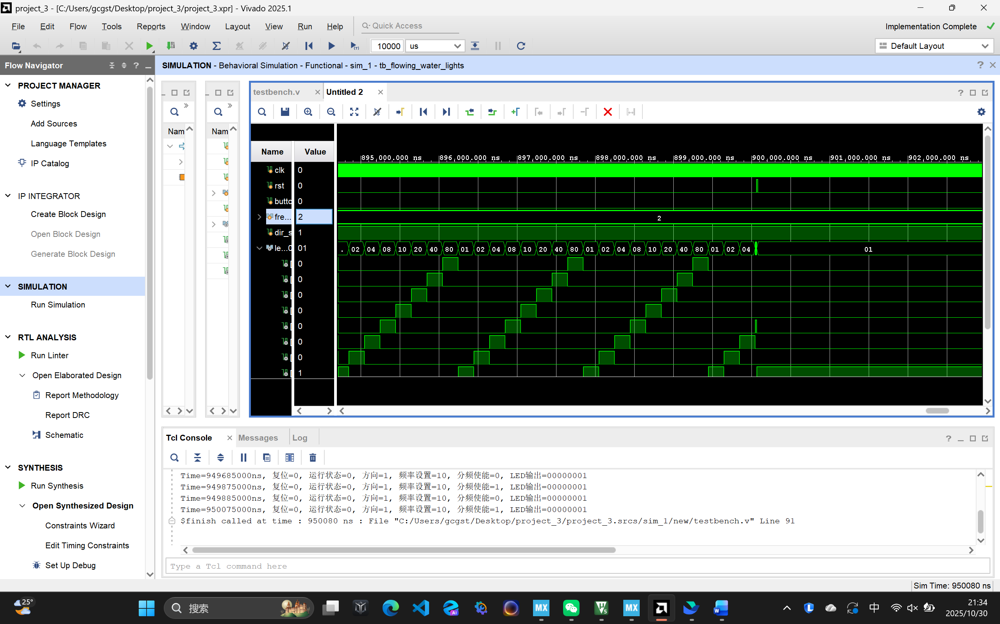 project_3 - [C:/Users/gcgst/Desktop/project_3/project_3.xpr] - Vivado 2025.1
File Edit Flow Tools Reports Window Layout View Run Help
Quick Access
Implementation Complete
10000 us
Default Layout
Flow Navigator
SIMULATION - Behavioral Simulation - Functional - sim_1 - tb_flowing_water_lights
PROJECT MANAGER
Settings
Add Sources
Language Templates
IP Catalog
IP INTEGRATOR
Create Block Design
Open Block Design
Generate Block Design
SIMULATION
Run Simulation
RTL ANALYSIS
Run Linter
Open Elaborated Design
Report Methodology
Report DRC
Schematic
SYNTHESIS
Run Synthesis
Open Synthesized Design
Constraints Wizard
Edit Timing Constraints
Set Up Debug
Nam
Nam
testbench.v
Untitled 2
Name Value
895,000.000 ns 896,000.000 ns 897,000.000 ns 898,000.000 ns 899,000.000 ns 900,000.000 ns 901,000.000 ns 902,000.000 ns
clk 0
rst 0
butto 0
fre... 2 2
dir_s 1
le...0 01 . 02 04 08 10 20 40 80 01 02 04 08 10 20 40 80 01 02 04 08 10 20 40 80 01 02 04 01
[ 0
[ 0
[ 0
[ 0
[ 0
[ 0
[ 0
[ 1
Tcl Console Messages Log
Time=949685000ns, 复位=0, 运行状态=0, 方向=1, 频率设置=10, 分频使能=0, LED输出=00000001
Time=949875000ns, 复位=0, 运行状态=0, 方向=1, 频率设置=10, 分频使能=1, LED输出=00000001
Time=949885000ns, 复位=0, 运行状态=0, 方向=1, 频率设置=10, 分频使能=0, LED输出=00000001
Time=950075000ns, 复位=0, 运行状态=0, 方向=1, 频率设置=10, 分频使能=1, LED输出=00000001
$finish called at time : 950080 ns : File "C:/Users/gcgst/Desktop/project_3/project_3.srcs/sim_1/new/testbench.v" Line 91
Type a Tcl command here
Sim Time: 950080 ns
25°
搜索
中
21:34
2025/10/30